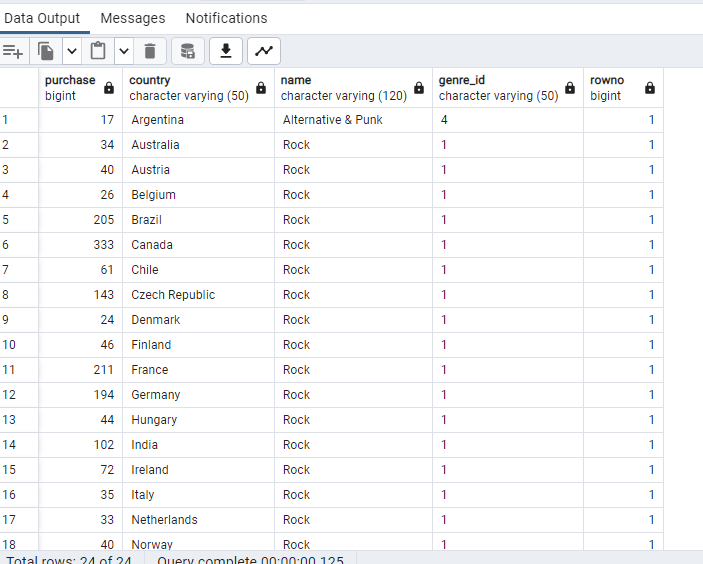 Data Output Messages Notifications
purchase country name genre_id rowno
bigint character varying (50) character varying (120) character varying (50) bigint
1 17 Argentina Alternative & Punk 4 1
2 34 Australia Rock 1 1
3 40 Austria Rock 1 1
4 26 Belgium Rock 1 1
5 205 Brazil Rock 1 1
6 333 Canada Rock 1 1
7 61 Chile Rock 1 1
8 143 Czech Republic Rock 1 1
9 24 Denmark Rock 1 1
10 46 Finland Rock 1 1
11 211 France Rock 1 1
12 194 Germany Rock 1 1
13 44 Hungary Rock 1 1
14 102 India Rock 1 1
15 72 Ireland Rock 1 1
16 35 Italy Rock 1 1
17 33 Netherlands Rock 1 1
18 40 Norway Rock 1 1
Total rows: 24 of 24 Query complete 00:00:00.125